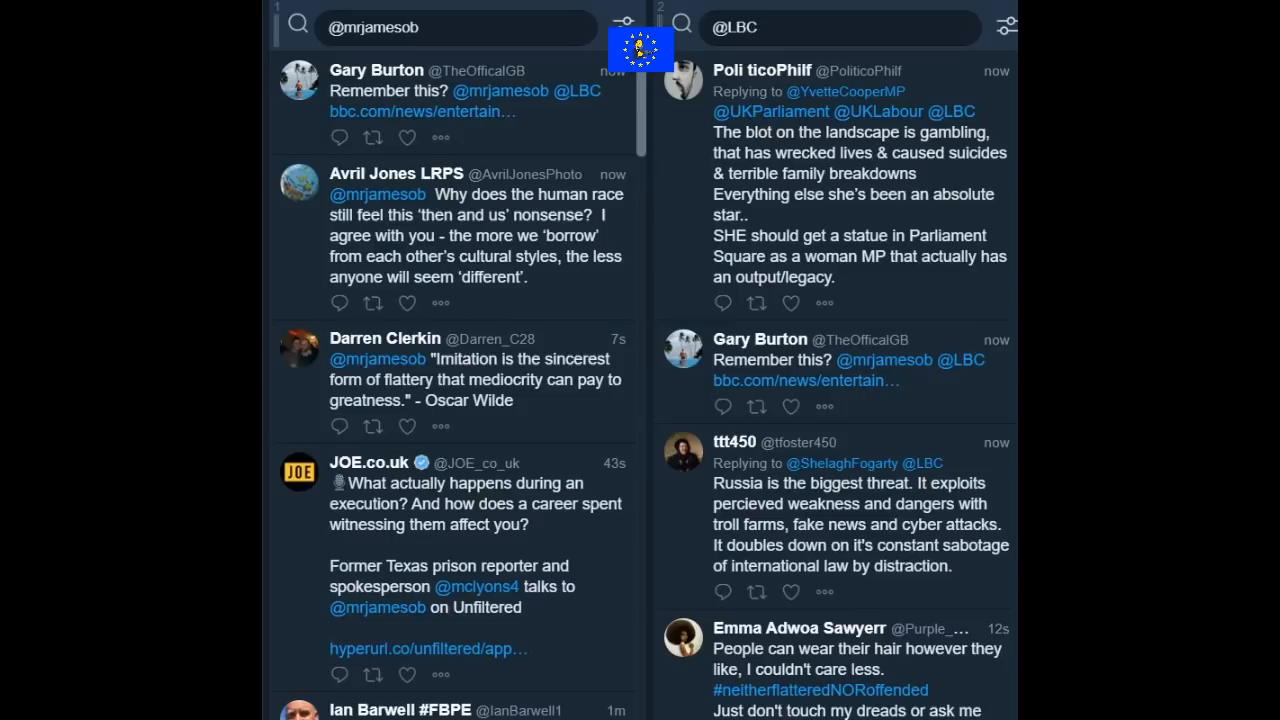 1
@mrjamesob
Gary Burton @TheOfficalGB now
Remember this? @mrjamesob @LBC
bbc.com/news/entertain…
Avril Jones LRPS @AvrilJonesPhoto now
@mrjamesob Why does the human race
still feel this ‘then and us’ nonsense? I
agree with you - the more we ‘borrow’
from each other’s cultural styles, the less
anyone will seem ‘different’.
Darren Clerkin @Darren_C28 7s
@mrjamesob "Imitation is the sincerest
form of flattery that mediocrity can pay to
greatness." - Oscar Wilde
JOE
JOE.co.uk @JOE_co_uk 43s
What actually happens during an
execution? And how does a career spent
witnessing them affect you?
Former Texas prison reporter and
spokesperson @mclyons4 talks to
@mrjamesob on Unfiltered
hyperurl.co/unfiltered/app…
Ian Barwell #FBPE @IanBarwell1 1m
2
@LBC
Poli ticoPhilf @PoliticoPhilf now
Replying to @YvetteCooperMP
@UKParliament @UKLabour @LBC
The blot on the landscape is gambling,
that has wrecked lives & caused suicides
& terrible family breakdowns
Everything else she’s been an absolute
star..
SHE should get a statue in Parliament
Square as a woman MP that actually has
an output/legacy.
Gary Burton @TheOfficalGB now
Remember this? @mrjamesob @LBC
bbc.com/news/entertain…
ttt450 @tfoster450 now
Replying to @ShelaghFogarty @LBC
Russia is the biggest threat. It exploits
percieved weakness and dangers with
troll farms, fake news and cyber attacks.
It doubles down on it's constant sabotage
of international law by distraction.
Emma Adwoa Sawyerr @Purple_… 12s
People can wear their hair however they
like, I couldn't care less.
#neitherflatteredNORoffended
Just don't touch my dreads or ask me